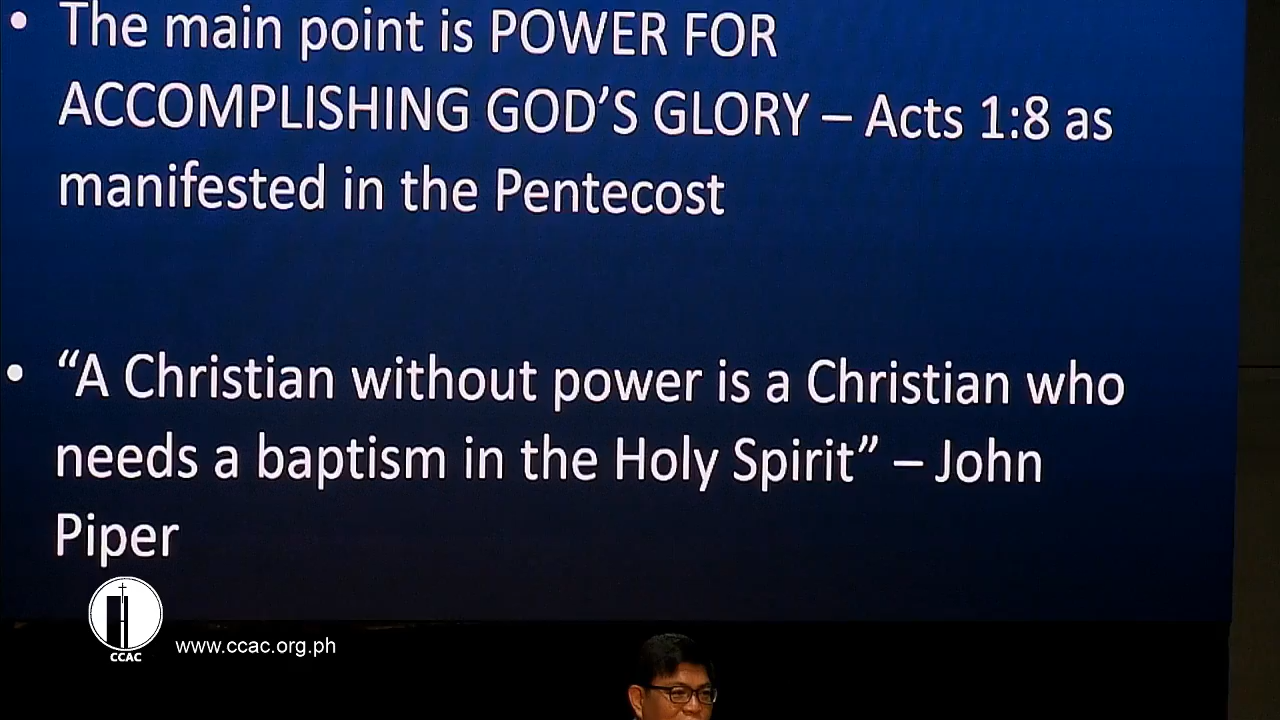 • The main point is POWER FOR
ACCOMPLISHING GOD’S GLORY – Acts 1:8 as
manifested in the Pentecost
• “A Christian without power is a Christian who
needs a baptism in the Holy Spirit” – John
Piper
CCAC
www.ccac.org.ph